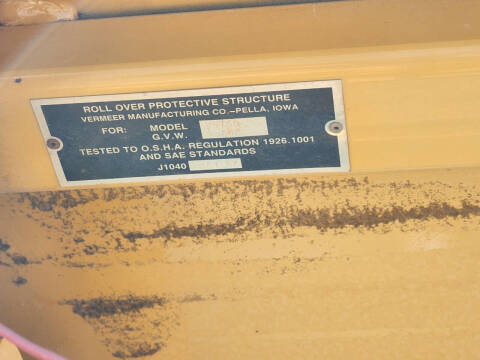 ROLL OVER PROTECTIVE STRUCTURE
VERMEER MANUFACTURING CO.-PELLA, IOWA
FOR: MODEL
G.V.W.
TESTED TO O.S.H.A. REGULATION 1926.1001
AND SAE STANDARDS
J1040